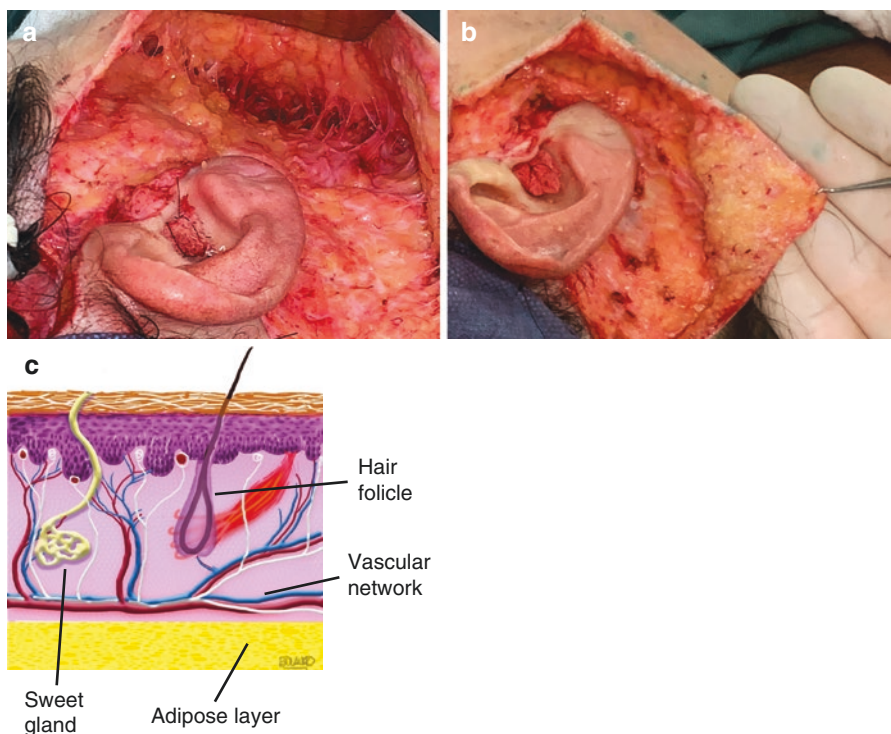 a
b
c
Hair
folicle
Vascular
network
Sweet
gland
Adipose layer